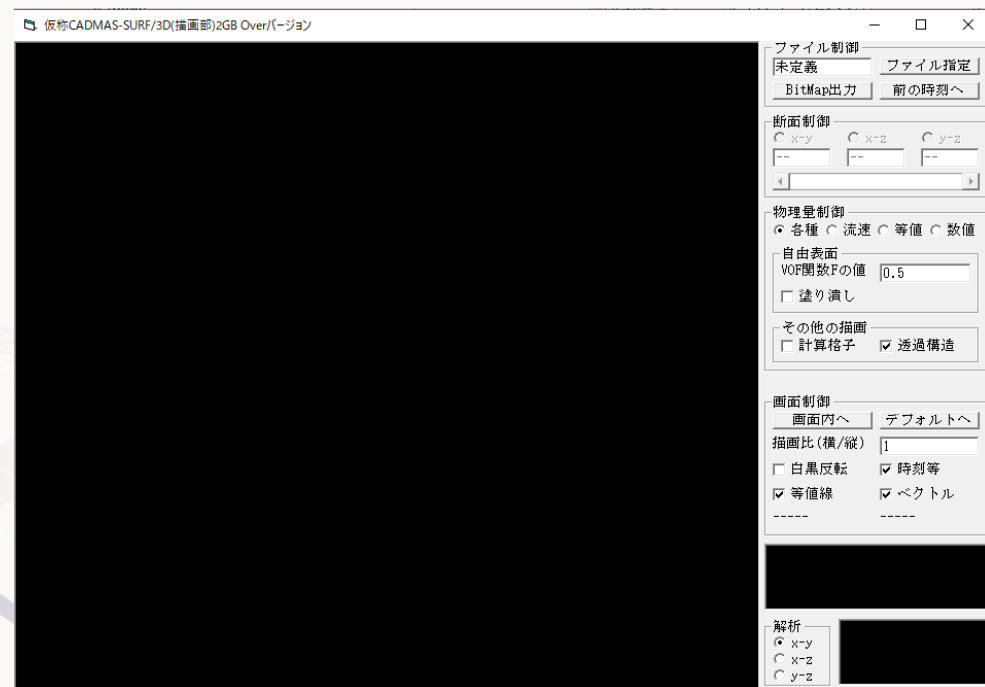 仮称CADMAS-SURF/3D(描画部)2GB Overバージョン
ファイル制御
未定義 ファイル指定
BitMap出力 前の時刻へ
断面制御
x-y x-z y-z
-- -- --
物理量制御
各種 流速 等値 数値
自由表面
VOF関数Fの値 0.5
塗り潰し
その他の描画
計算格子 透過構造
画面制御
画面内へ デフォルトへ
描画比(横/縦) 1
白黒反転 時刻等
等値線 ベクトル
----- -----
解析
x-y
x-z
y-z